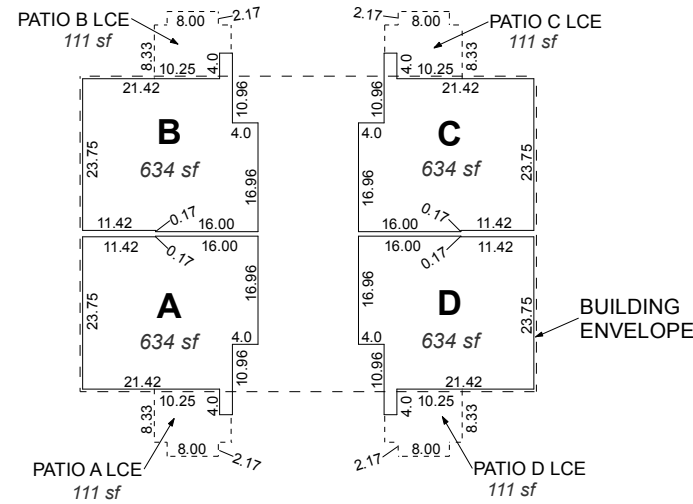 8.00
2.17
2.17
8.00
PATIO B LCE
111 sf
PATIO C LCE
111 sf
8.33
10.25
4.0
4.0
10.25
8.33
21.42
10.96
10.96
21.42
B
634 sf
4.0
4.0
C
634 sf
23.75
16.96
16.96
23.75
11.42
0.17
16.00
16.00
0.17
11.42
11.42
0.17
16.00
16.00
0.17
11.42
23.75
16.96
16.96
23.75
A
634 sf
D
634 sf
BUILDING
ENVELOPE
4.0
4.0
10.96
10.96
21.42
21.42
8.33
10.25
4.0
4.0
10.25
8.33
8.00
2.17
2.17
8.00
PATIO A LCE
111 sf
PATIO D LCE
111 sf